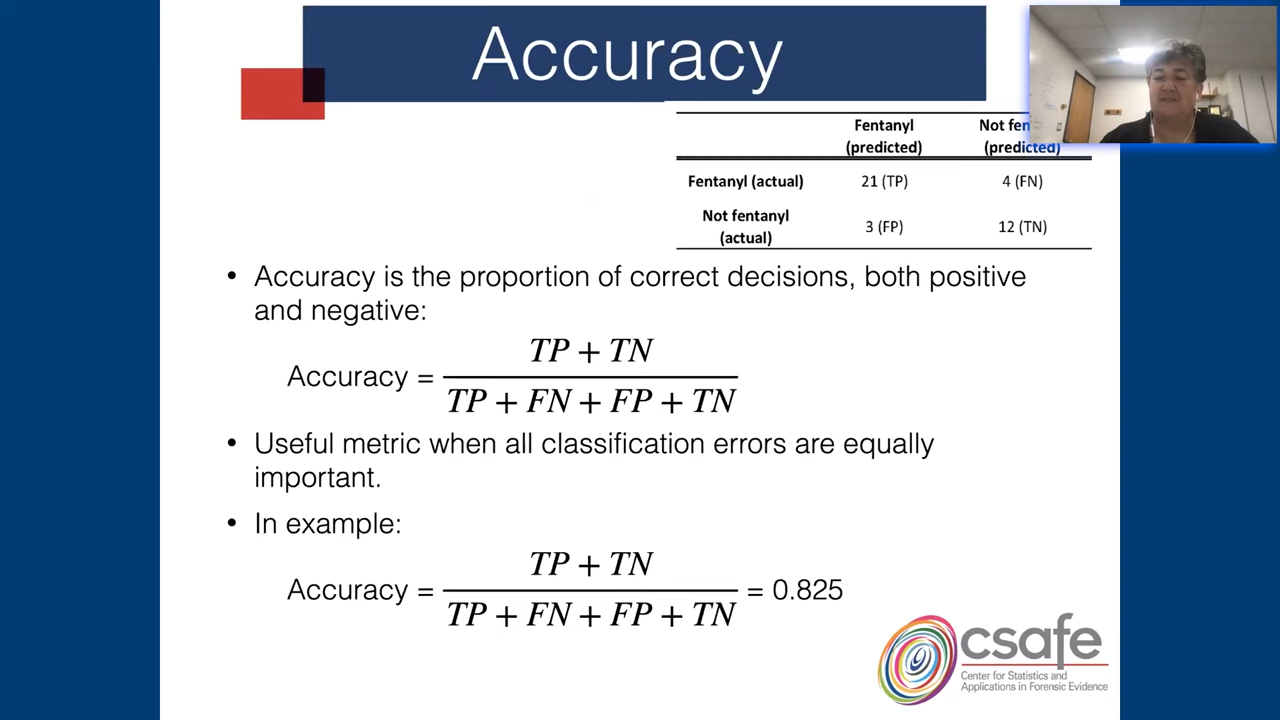 Accuracy
Fentanyl Not fen
(predicted) (predicted)
Fentanyl (actual) 21 (TP) 4 (FN)
Not fentanyl
(actual) 3 (FP) 12 (TN)
• Accuracy is the proportion of correct decisions, both positive
and negative:
TP + TN
Accuracy =
TP + FN + FP + TN
• Useful metric when all classification errors are equally
important.
• In example:
TP + TN
Accuracy = = 0.825
TP + FN + FP + TN
csafe
Center for Statistics and
Applications in Forensic Evidence